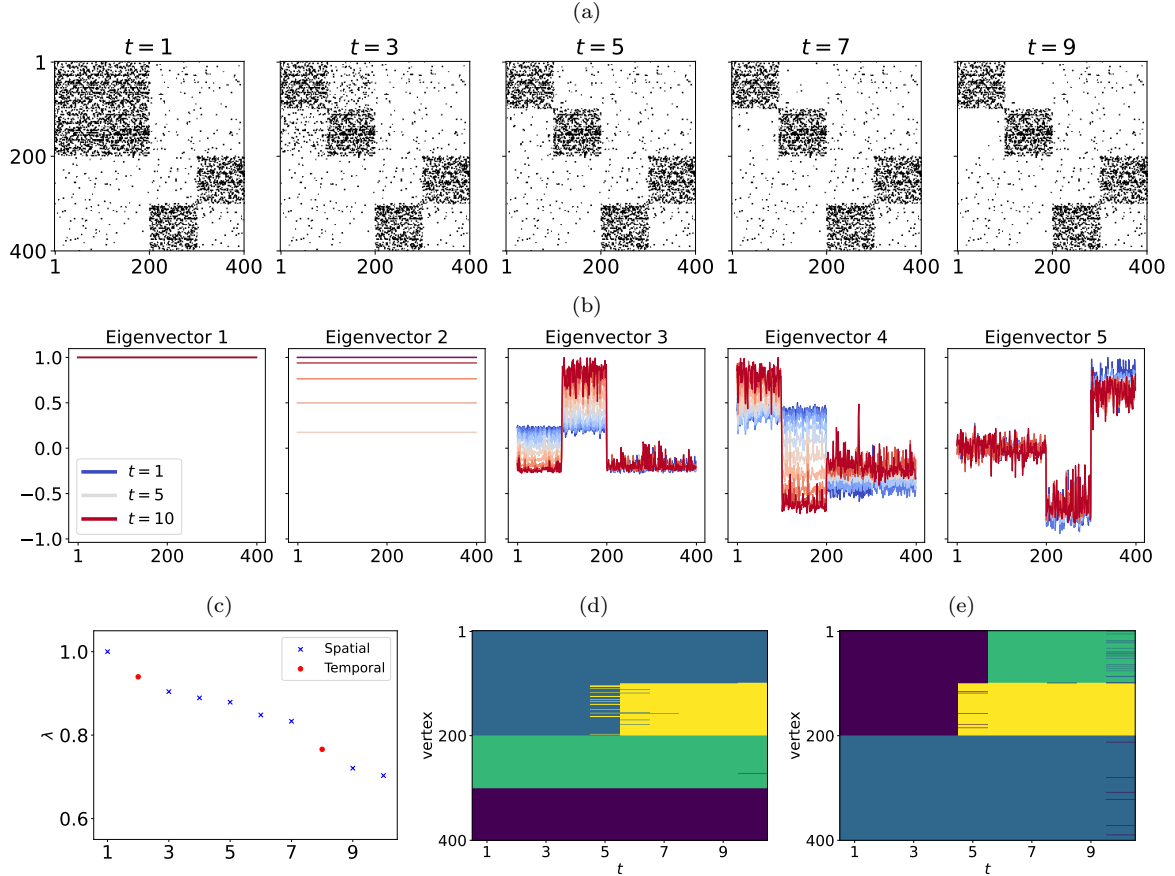 (a)
t = 1 t = 3 t = 5 t = 7 t = 9
1
200
400
1 200 400 1 200 400 1 200 400 1 200 400 1 200 400
(b)
Eigenvector 1 Eigenvector 2 Eigenvector 3 Eigenvector 4 Eigenvector 5
1.0
0.5
0.0
−0.5
−1.0
t = 1
t = 5
t = 10
1 200 400 1 200 400 1 200 400 1 200 400 1 200 400
(c) (d) (e)
λ
1.0
0.8
0.6
Spatial
Temporal
1 3 5 7 9
vertex
1
200
400
1 3 5 7 9
t
vertex
1
200
400
1 3 5 7 9
t